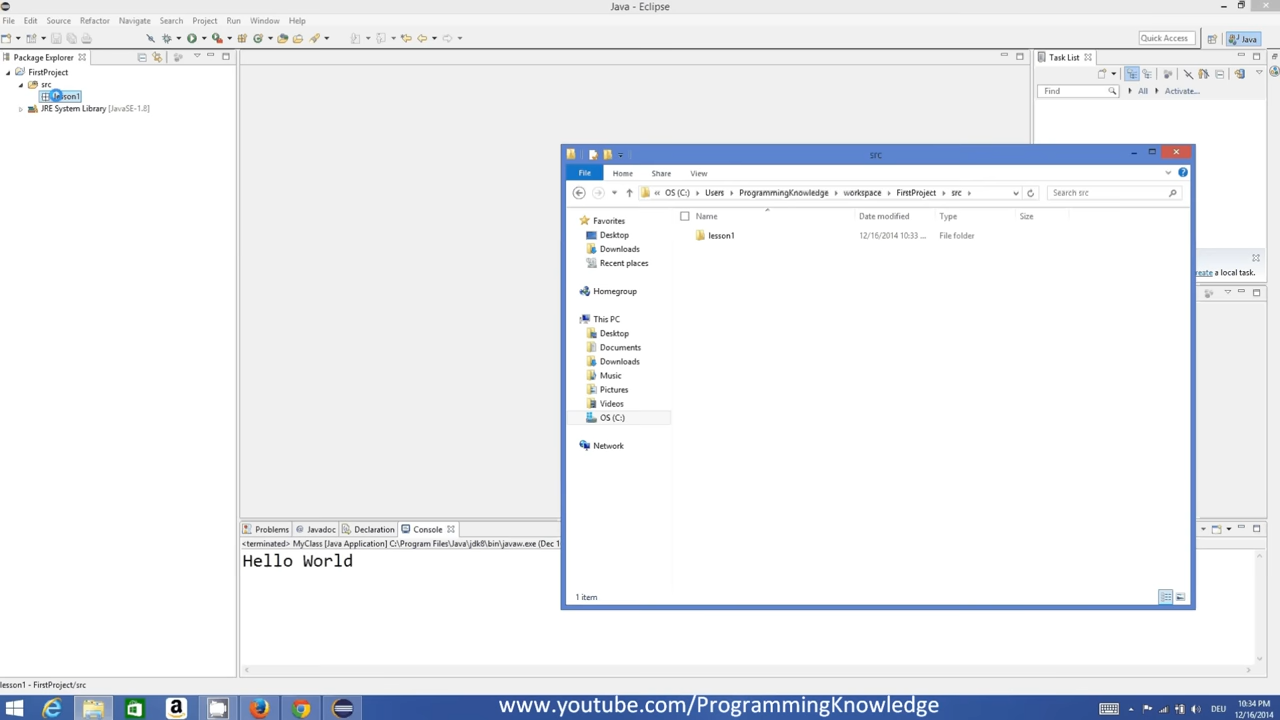 Java - Eclipse
File Edit Source Refactor Navigate Search Project Run Window Help
Quick Access Java
Package Explorer
FirstProject
src
lesson1
JRE System Library [JavaSE-1.8]
Task List
Find All Activate...
create a local task.
src
File Home Share View
« OS (C:) Users ProgrammingKnowledge workspace FirstProject src Search src
Favorites
Desktop
Downloads
Recent places
Homegroup
This PC
Desktop
Documents
Downloads
Music
Pictures
Videos
OS (C:)
Network
Name Date modified Type Size
lesson1 12/16/2014 10:33 ... File folder
1 item
Problems Javadoc Declaration Console
<terminated> MyClass [Java Application] C:\Program Files\Java\jdk8\bin\javaw.exe (Dec 1
Hello World
lesson1 - FirstProject/src
www.youtube.com/ProgrammingKnowledge
DEU
10:34 PM
12/16/2014